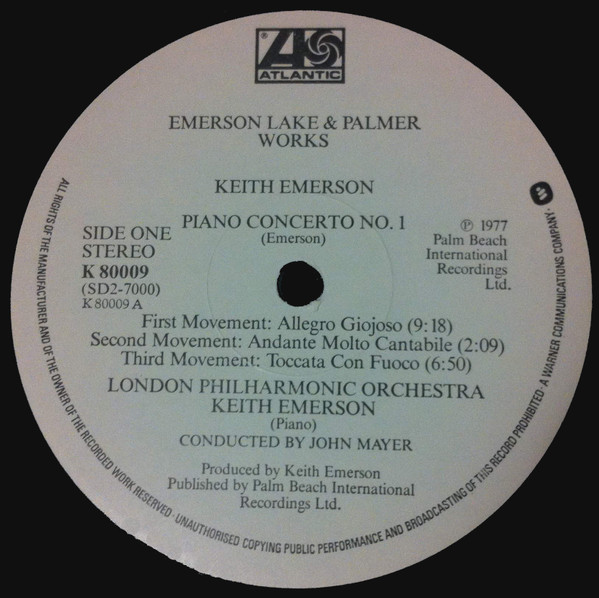 ATLANTIC
EMERSON LAKE & PALMER
WORKS
KEITH EMERSON
PIANO CONCERTO NO. 1
(Emerson)
SIDE ONE
STEREO
K 80009
(SD2-7000)
K 80009 A
℗ 1977
Palm Beach
International
Recordings
Ltd.
First Movement: Allegro Giojoso (9:18)
Second Movement: Andante Molto Cantabile (2:09)
Third Movement: Toccata Con Fuoco (6:50)
LONDON PHILHARMONIC ORCHESTRA
KEITH EMERSON
(Piano)
CONDUCTED BY JOHN MAYER
Produced by Keith Emerson
Published by Palm Beach International
Recordings Ltd.
ALL RIGHTS OF THE MANUFACTURER AND OF THE OWNER OF THE RECORDED WORK RESERVED · UNAUTHORISED COPYING PUBLIC PERFORMANCE AND BROADCASTING OF THIS RECORD PROHIBITED · A WARNER COMMUNICATIONS COMPANY ·